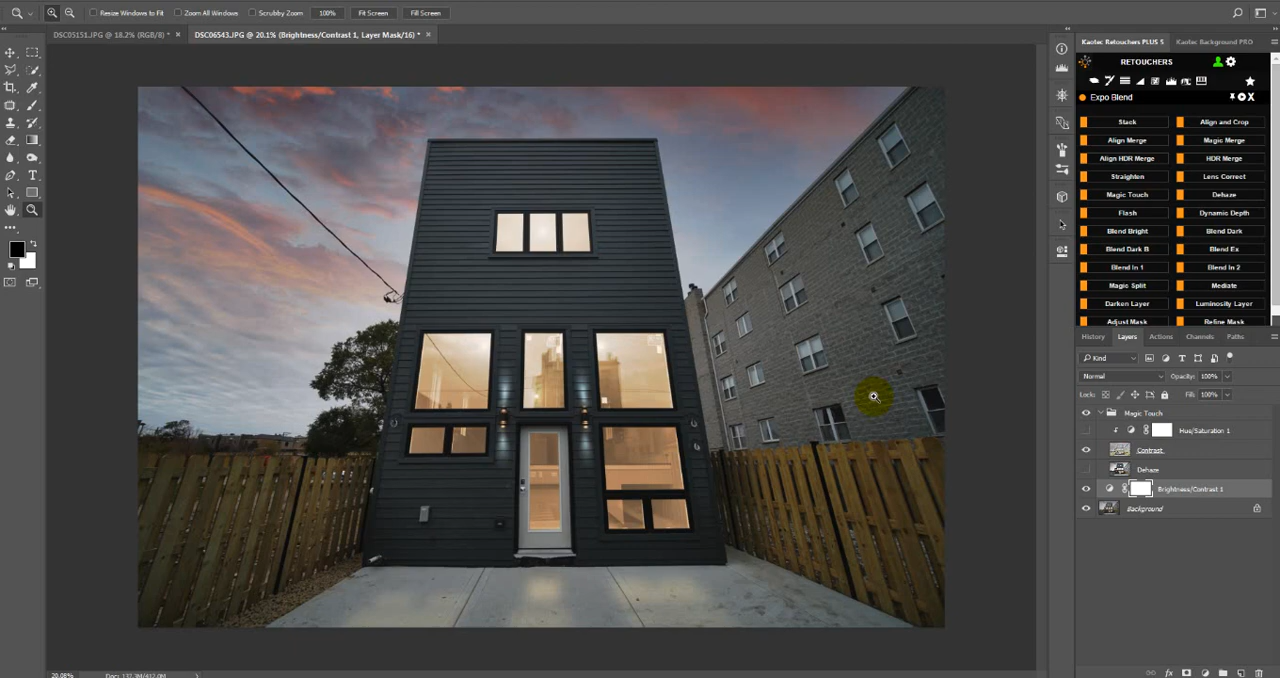 Resize Windows to Fit
Zoom All Windows
Scrubby Zoom
100%
Fit Screen
Fill Screen
DSC05151.JPG @ 18.2% (RGB/8) *
DSC06543.JPG @ 20.1% (Brightness/Contrast 1, Layer Mask/16) *
Kaotec Retouchers PLUS 5
Kaotec Background PRO
RETOUCHERS
Expo Blend
X
Stack
Align and Crop
Align Merge
Magic Merge
Align HDR Merge
HDR Merge
Straighten
Lens Correct
Magic Touch
Dehaze
Flash
Dynamic Depth
Blend Bright
Blend Dark
Blend Dark B
Blend Ex
Blend In 1
Blend In 2
Magic Split
Mediate
Darken Layer
Luminosity Layer
Adjust Mask
Refine Mask
History
Layers
Actions
Channels
Paths
Kind
Normal
Opacity: 100%
Lock:
Fill: 100%
Magic Touch
Hue/Saturation 1
Contrast
Dehaze
Brightness/Contrast 1
Background
20.08%
fx